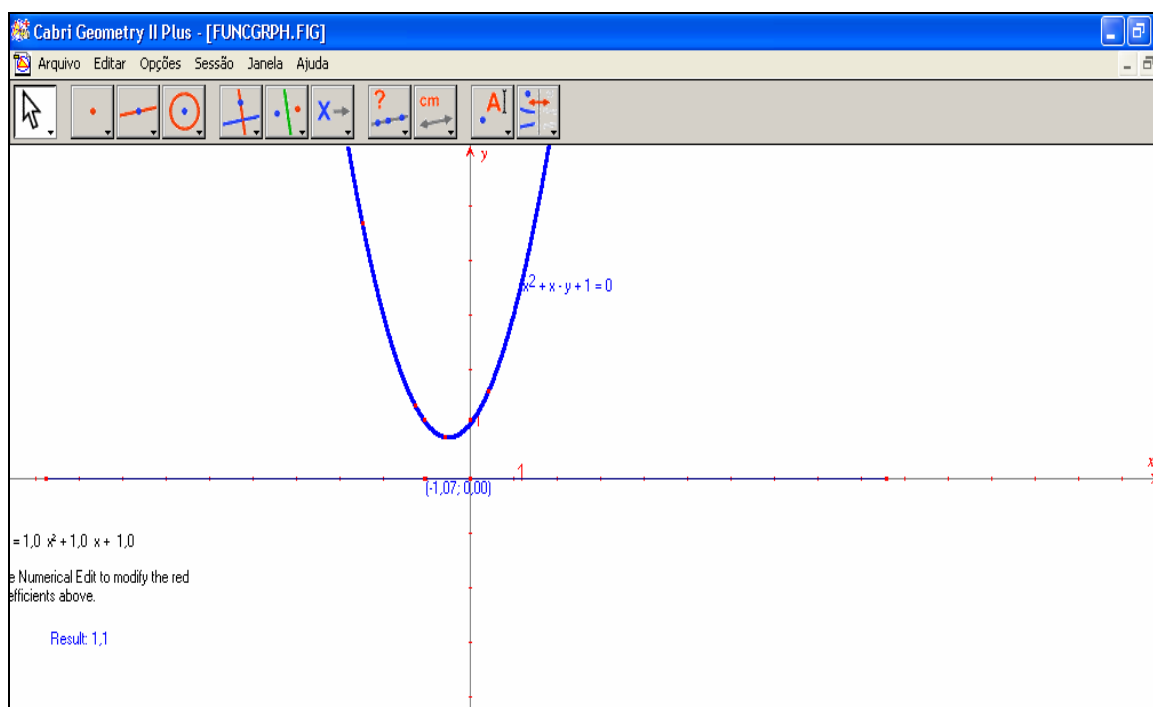 Cabri Geometry II Plus - [FUNCGRPH.FIG]
Arquivo Editar Opções Sessão Janela Ajuda
? cm A
X
y
x² + x - y + 1 = 0
1
1
x
(-1,07; 0,00)
= 1,0 x² + 1,0 x + 1,0
e Numerical Edit to modify the red
efficients above.
Result: 1,1